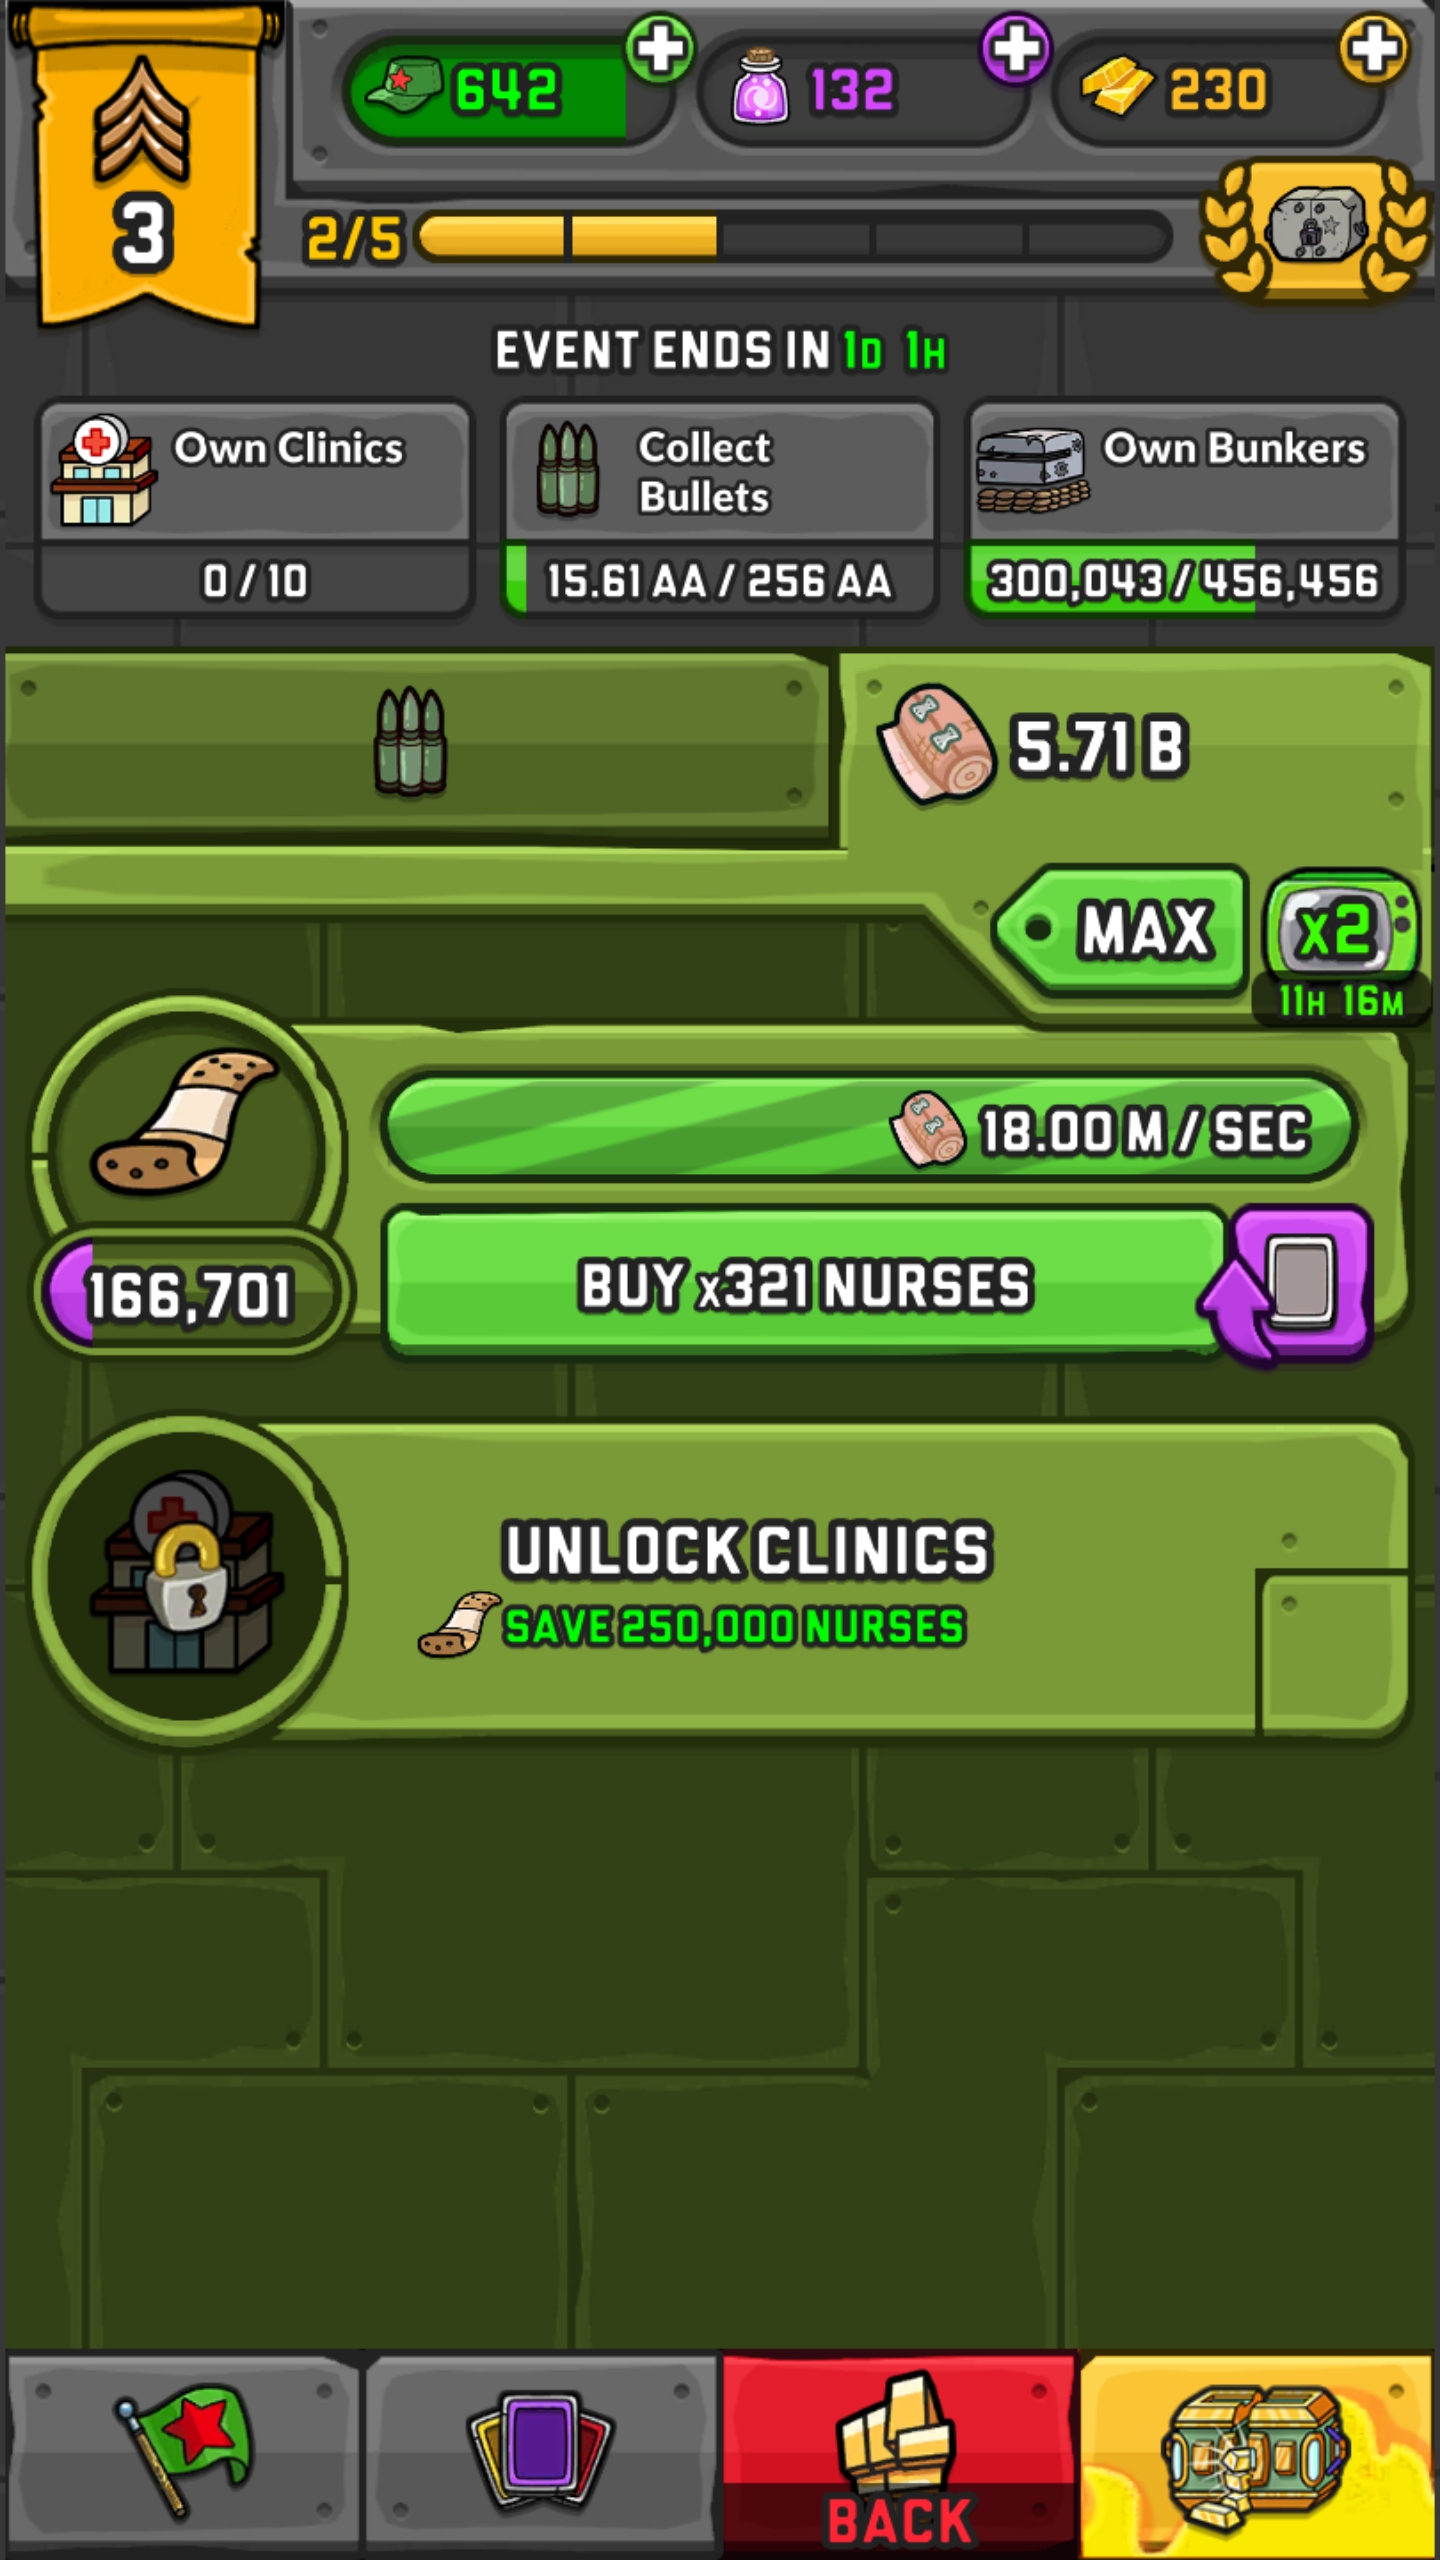 642
132
230
3
2/5
EVENT ENDS IN 1D 1H
Own Clinics
0 / 10
Collect
Bullets
15.61 AA / 256 AA
Own Bunkers
300,043 / 456,456
5.71 B
MAX
x2
11H 16M
18.00 M / SEC
166,701
BUY x321 NURSES
UNLOCK CLINICS
SAVE 250,000 NURSES
BACK